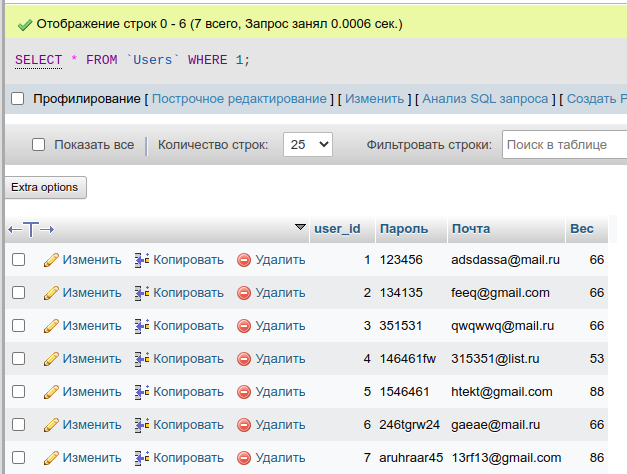 Отображение строк 0 - 6 (7 всего, Запрос занял 0.0006 сек.)
SELECT * FROM `Users` WHERE 1;
Профилирование [ Построчное редактирование ] [ Изменить ] [ Анализ SQL запроса ] [ Создать P
Показать все Количество строк: 25 Фильтровать строки: Поиск в таблице
Extra options
←T→ user_id Пароль Почта Вес
Изменить Копировать Удалить 1 123456 adsdassa@mail.ru 66
Изменить Копировать Удалить 2 134135 feeq@gmail.com 66
Изменить Копировать Удалить 3 351531 qwqwwq@mail.ru 66
Изменить Копировать Удалить 4 146461fw 315351@list.ru 53
Изменить Копировать Удалить 5 1546461 htekt@gmail.com 88
Изменить Копировать Удалить 6 246tgrw24 gaeae@mail.ru 66
Изменить Копировать Удалить 7 aruhraar45 13rf13@gmail.com 86